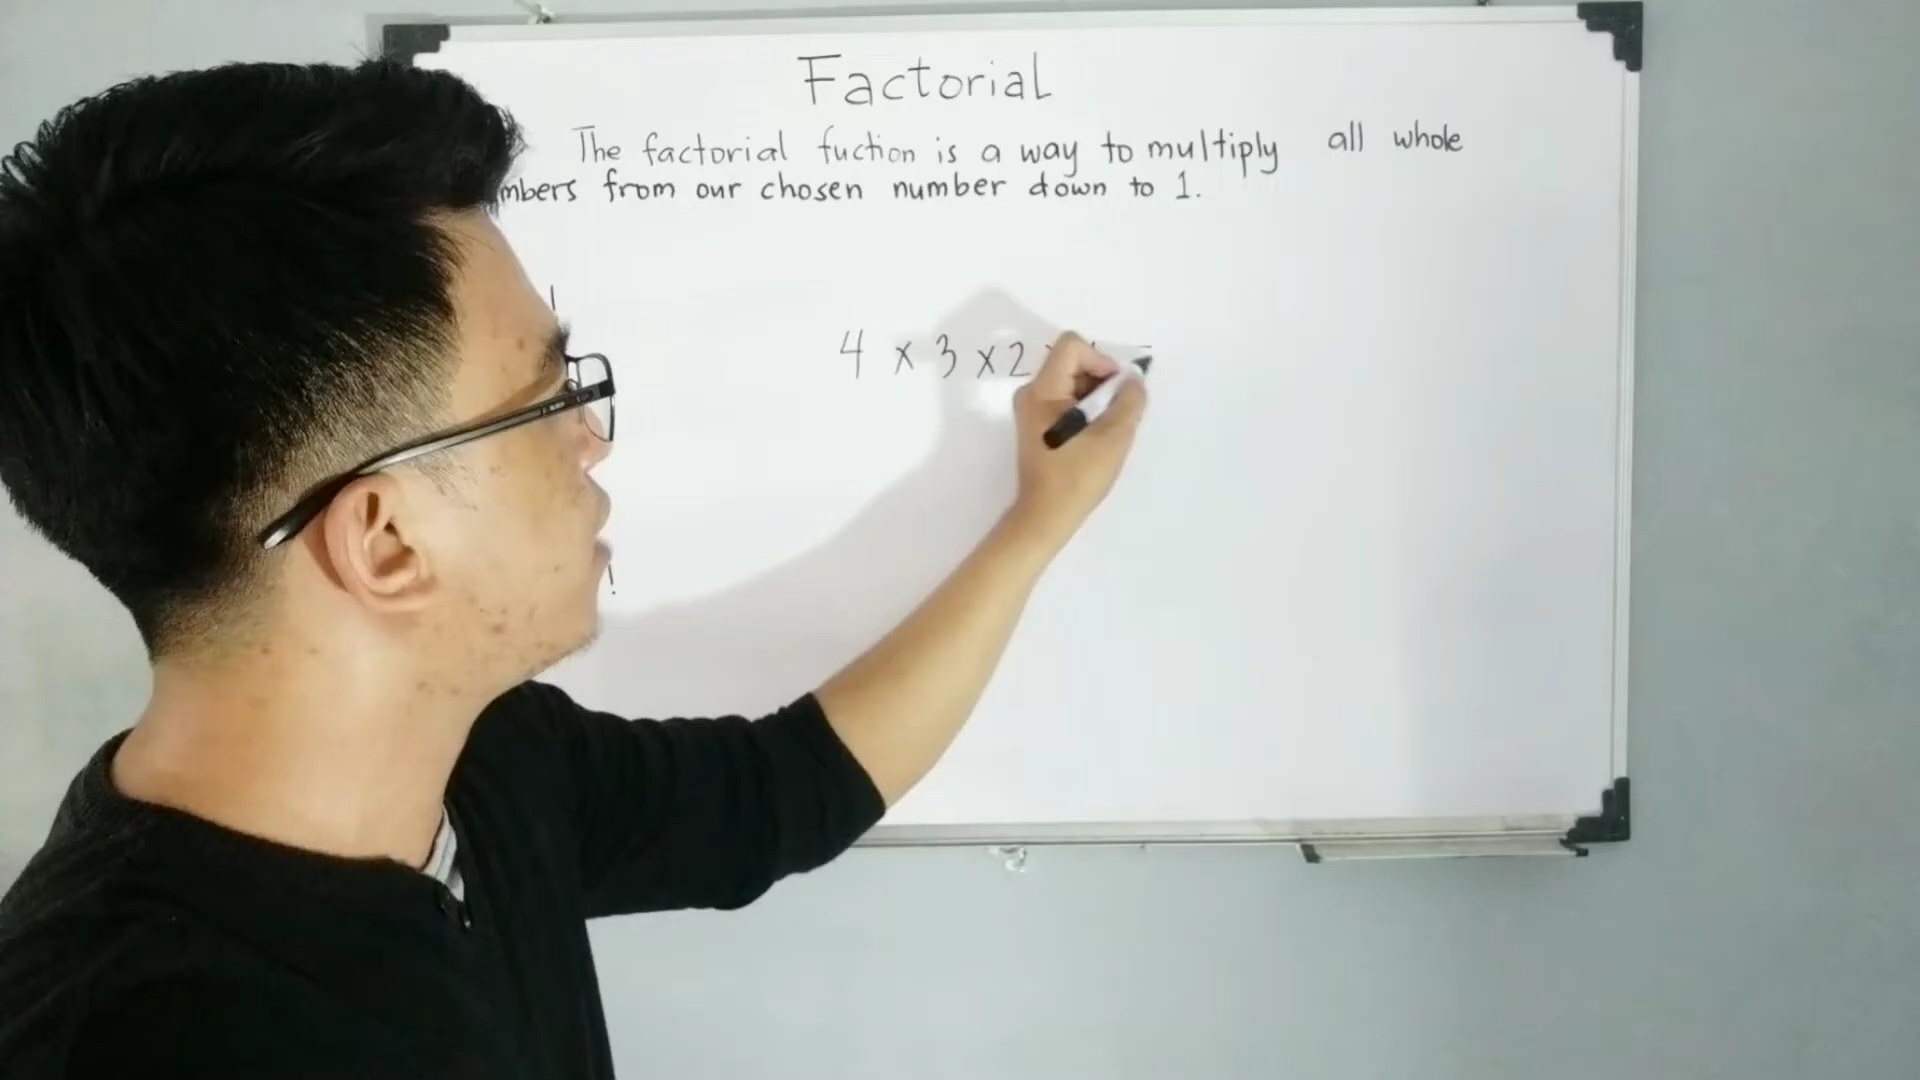 Factorial
The factorial fuction is a way to multiply all whole
mbers from our chosen number down to 1.
!
4 x 3 x 2
!